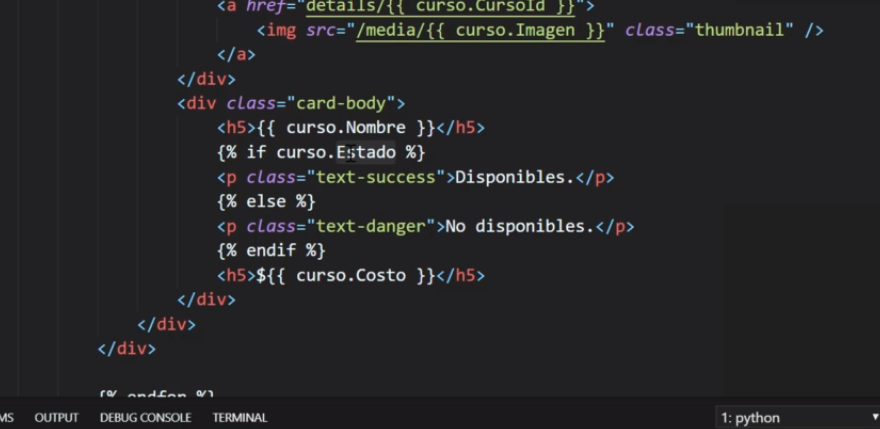 <a href="details/{{ curso.CursoId }}">
<img src="/media/{{ curso.Imagen }}" class="thumbnail" />
</a>
</div>
<div class="card-body">
<h5>{{ curso.Nombre }}</h5>
{% if curso.Estado %}
<p class="text-success">Disponibles.</p>
{% else %}
<p class="text-danger">No disponibles.</p>
{% endif %}
<h5>${{ curso.Costo }}</h5>
</div>
</div>
</div>
{% endfor %}
MS OUTPUT DEBUG CONSOLE TERMINAL 1: python